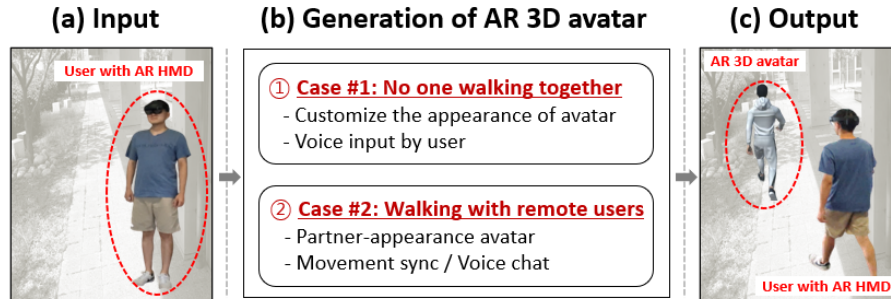 (a) Input
(b) Generation of AR 3D avatar
(c) Output
User with AR HMD
① Case #1: No one walking together
- Customize the appearance of avatar
- Voice input by user
② Case #2: Walking with remote users
- Partner-appearance avatar
- Movement sync / Voice chat
AR 3D avatar
User with AR HMD